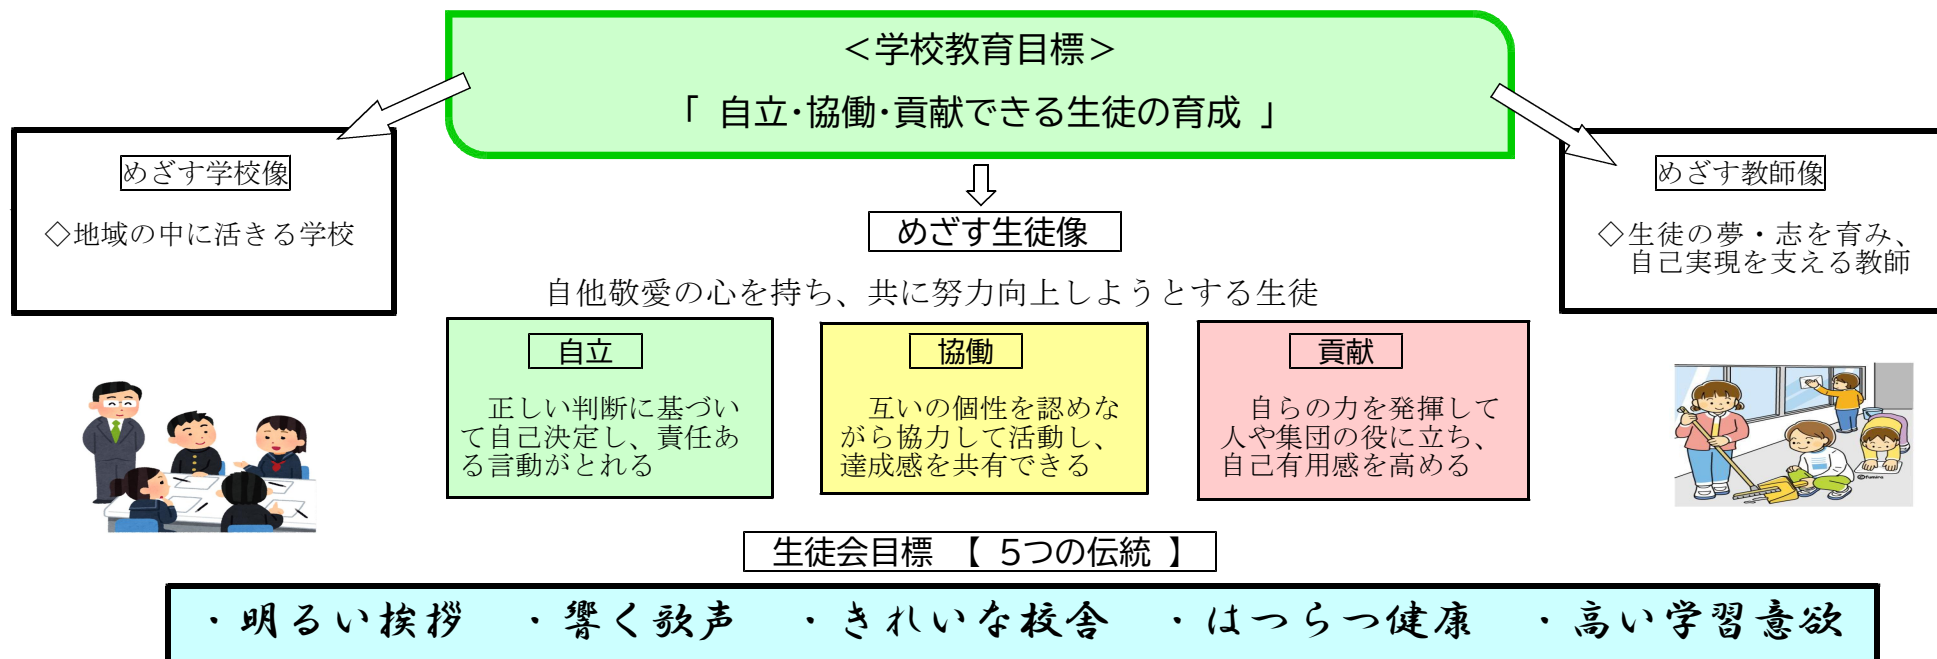 ＜学校教育目標＞
「 自立・協働・貢献できる生徒の育成 」
めざす学校像
◇地域の中に活きる学校
めざす教師像
◇生徒の夢・志を育み、
自己実現を支える教師
めざす生徒像
自他敬愛の心を持ち、共に努力向上しようとする生徒
自立
正しい判断に基づい
て自己決定し、責任あ
る言動がとれる
協働
互いの個性を認めな
がら協力して活動し、
達成感を共有できる
貢献
自らの力を発揮して
人や集団の役に立ち、
自己有用感を高める
©fumira
生徒会目標 【 5つの伝統 】
・明るい挨拶 ・響く歌声 ・きれいな校舎 ・はつらつ健康 ・高い学習意欲